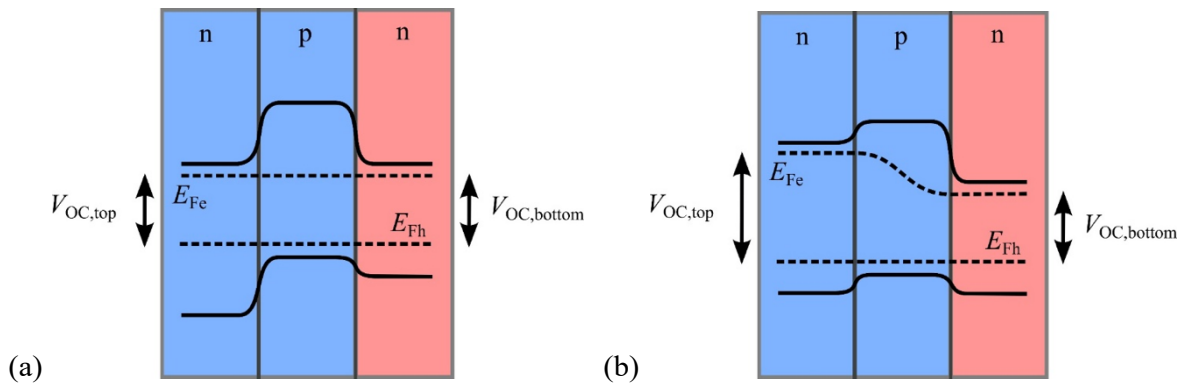 n p n
E_Fe
E_Fh
V_OC,top
V_OC,bottom
(a)
n p n
E_Fe
E_Fh
V_OC,top
V_OC,bottom
(b)